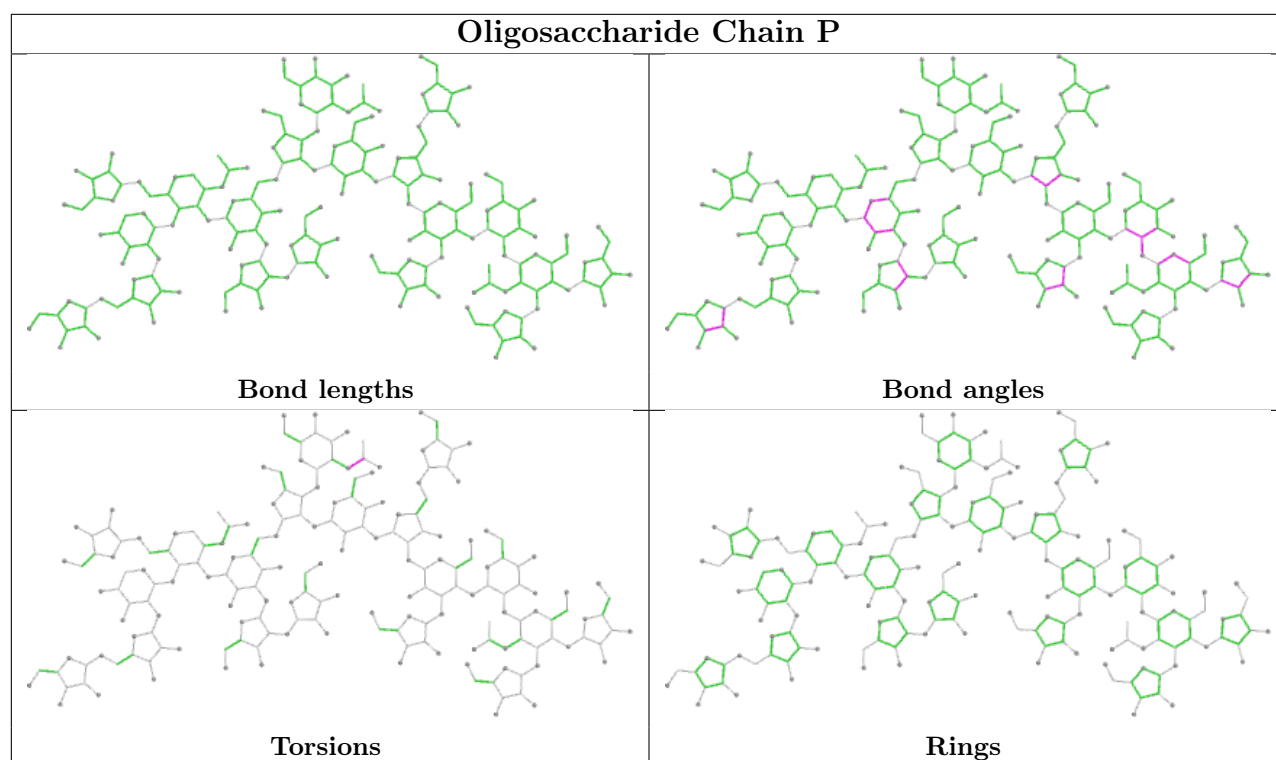 Oligosaccharide Chain P
Bond lengths
Bond angles
Torsions
Rings